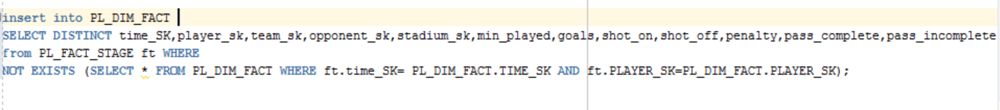 insert into PL_DIM_FACT
SELECT DISTINCT time_SK,player_sk,team_sk,opponent_sk,stadium_sk,min_played,goals,shot_on,shot_off,penalty,pass_complete,pass_incomplete
from PL_FACT_STAGE ft WHERE
NOT EXISTS (SELECT * FROM PL_DIM_FACT WHERE ft.time_SK= PL_DIM_FACT.TIME_SK AND ft.PLAYER_SK=PL_DIM_FACT.PLAYER_SK);